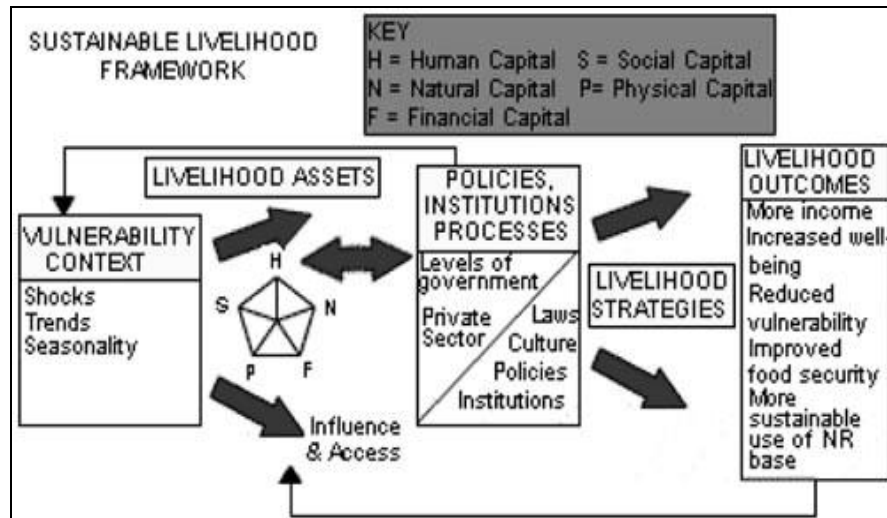 SUSTAINABLE LIVELIHOOD
FRAMEWORK
KEY
H = Human Capital S = Social Capital
N = Natural Capital P= Physical Capital
F = Financial Capital
LIVELIHOOD ASSETS
VULNERABILITY
CONTEXT
Shocks
Trends
Seasonality
H
S
N
P
F
Influence
& Access
POLICIES,
INSTITUTIONS
PROCESSES
Levels of
government
Private
Sector
Laws
Culture
Policies
Institutions
LIVELIHOOD
STRATEGIES
LIVELIHOOD
OUTCOMES
More income
Increased well-
being
Reduced
vulnerability
Improved
food security
More
sustainable
use of NR
base